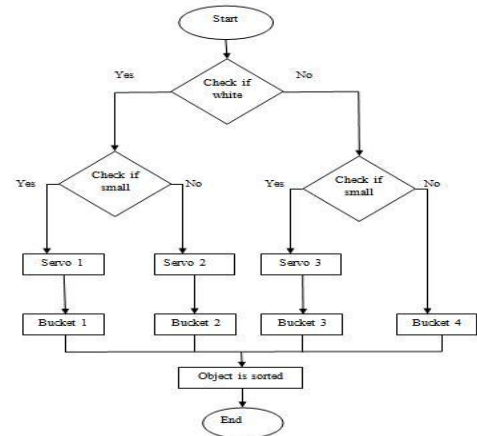 Start
Yes
Check if
white
No
Yes
Check if
small
No
Yes
Check if
small
No
Servo 1
Servo 2
Servo 3
Bucket 1
Bucket 2
Bucket 3
Bucket 4
Object is sorted
End